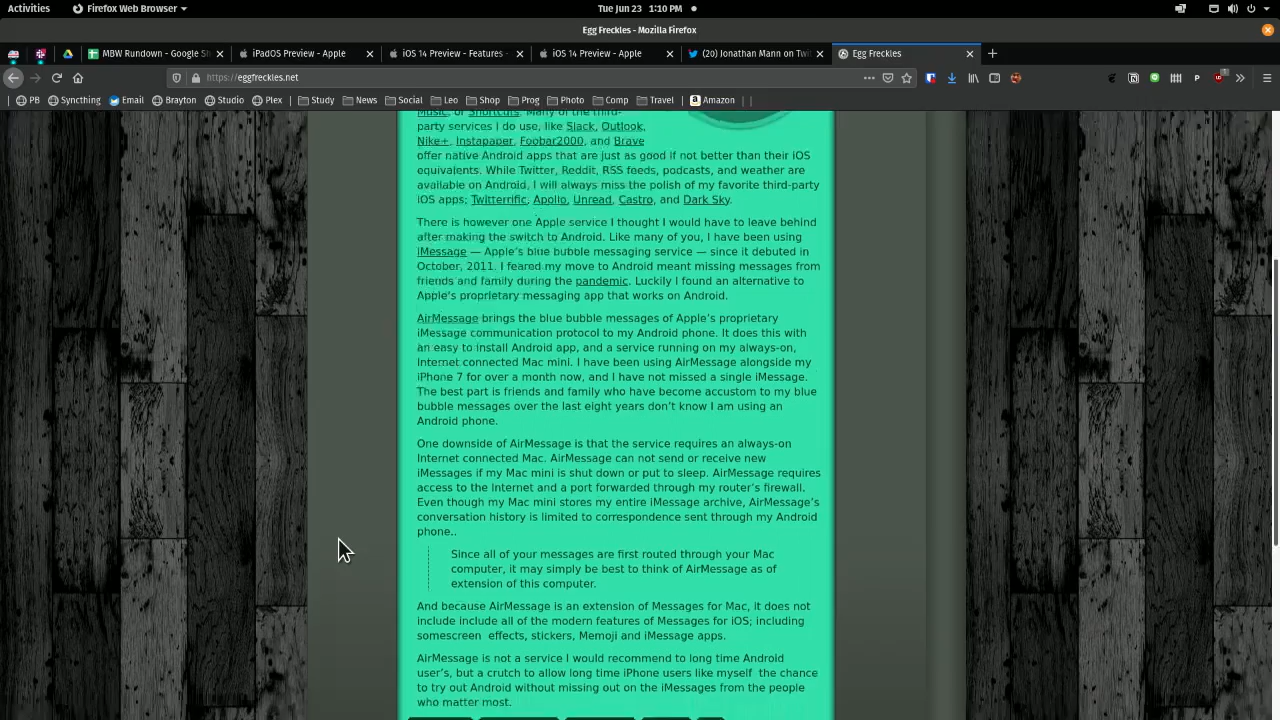 Activities Firefox Web Browser Tue Jun 23 1:10 PM
Egg Freckles - Mozilla Firefox
MBW Rundown - Google Sh iPadOS Preview - Apple iOS 14 Preview - Features - iOS 14 Preview - Apple (20) Jonathan Mann on Twi Egg Freckles
https://eggfreckles.net
PB Syncthing Email Brayton Studio Plex Study News Social Leo Shop Prog Photo Comp Travel Amazon
Music, or Shortcuts. Many of the third-
party services I do use, like Slack, Outlook,
Nike+, Instapaper, Foobar2000, and Brave
offer native Android apps that are just as good if not better than their iOS
equivalents. While Twitter, Reddit, RSS feeds, podcasts, and weather are
available on Android, I will always miss the polish of my favorite third-party
iOS apps; Twitterrific, Apollo, Unread, Castro, and Dark Sky.
There is however one Apple service I thought I would have to leave behind
after making the switch to Android. Like many of you, I have been using
iMessage — Apple's blue bubble messaging service — since it debuted in
October, 2011. I feared my move to Android meant missing messages from
friends and family during the pandemic. Luckily I found an alternative to
Apple's proprietary messaging app that works on Android.
AirMessage brings the blue bubble messages of Apple's proprietary
iMessage communication protocol to my Android phone. It does this with
an easy to install Android app, and a service running on my always-on,
Internet connected Mac mini. I have been using AirMessage alongside my
iPhone 7 for over a month now, and I have not missed a single iMessage.
The best part is friends and family who have become accustom to my blue
bubble messages over the last eight years don't know I am using an
Android phone.
One downside of AirMessage is that the service requires an always-on
Internet connected Mac. AirMessage can not send or receive new
iMessages if my Mac mini is shut down or put to sleep. AirMessage requires
access to the Internet and a port forwarded through my router's firewall.
Even though my Mac mini stores my entire iMessage archive, AirMessage's
conversation history is limited to correspondence sent through my Android
phone..
Since all of your messages are first routed through your Mac
computer, it may simply be best to think of AirMessage as of
extension of this computer.
And because AirMessage is an extension of Messages for Mac, it does not
include include all of the modern features of Messages for iOS; including
somescreen effects, stickers, Memoji and iMessage apps.
AirMessage is not a service I would recommend to long time Android
user's, but a crutch to allow long time iPhone users like myself the chance
to try out Android without missing out on the iMessages from the people
who matter most.